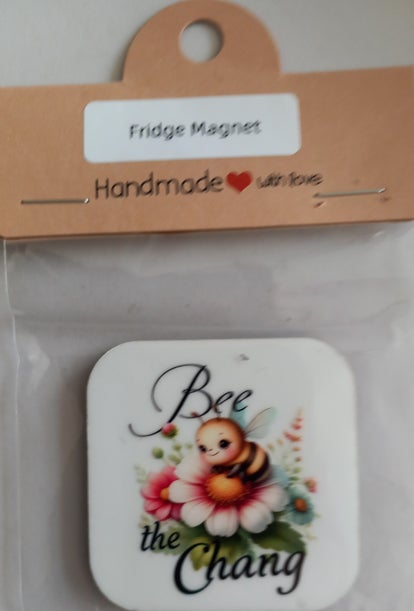 Fridge Magnet
Handmade with love
Bee
the
Chang